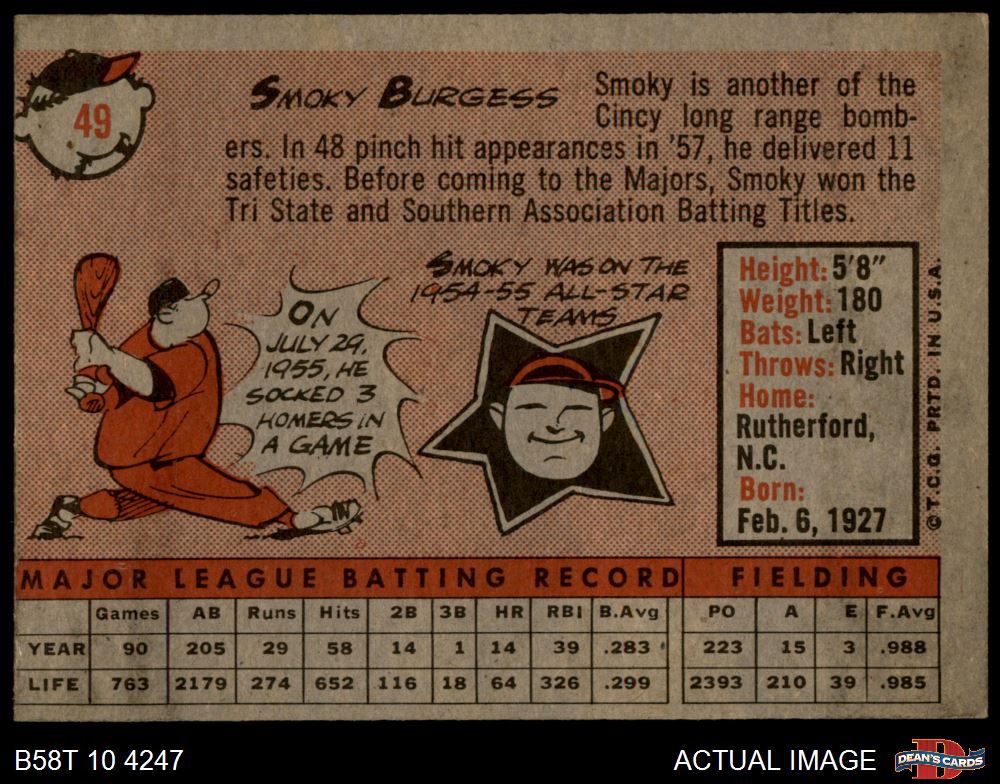 49
SMOKY BURGESS
Smoky is another of the
Cincy long range bomb-
ers. In 48 pinch hit appearances in '57, he delivered 11
safeties. Before coming to the Majors, Smoky won the
Tri State and Southern Association Batting Titles.
ON
JULY 29,
1955, HE
SOCKED 3
HOMERS IN
A GAME
SMOKY WAS ON THE
1954-55 ALL-STAR
TEAMS
Height: 5'8"
Weight: 180
Bats: Left
Throws: Right
Home:
Rutherford,
N.C.
Born:
Feb. 6, 1927
© T.C.G. PRTD. IN U.S.A.
MAJOR LEAGUE BATTING RECORD FIELDING
Games AB Runs Hits 2B 3B HR RBI B.Avg PO A E F.Avg
YEAR 90 205 29 58 14 1 14 39 .283 223 15 3 .988
LIFE 763 2179 274 652 116 18 64 326 .299 2393 210 39 .985
B58T 10 4247
ACTUAL IMAGE
D
DEAN'S CARDS